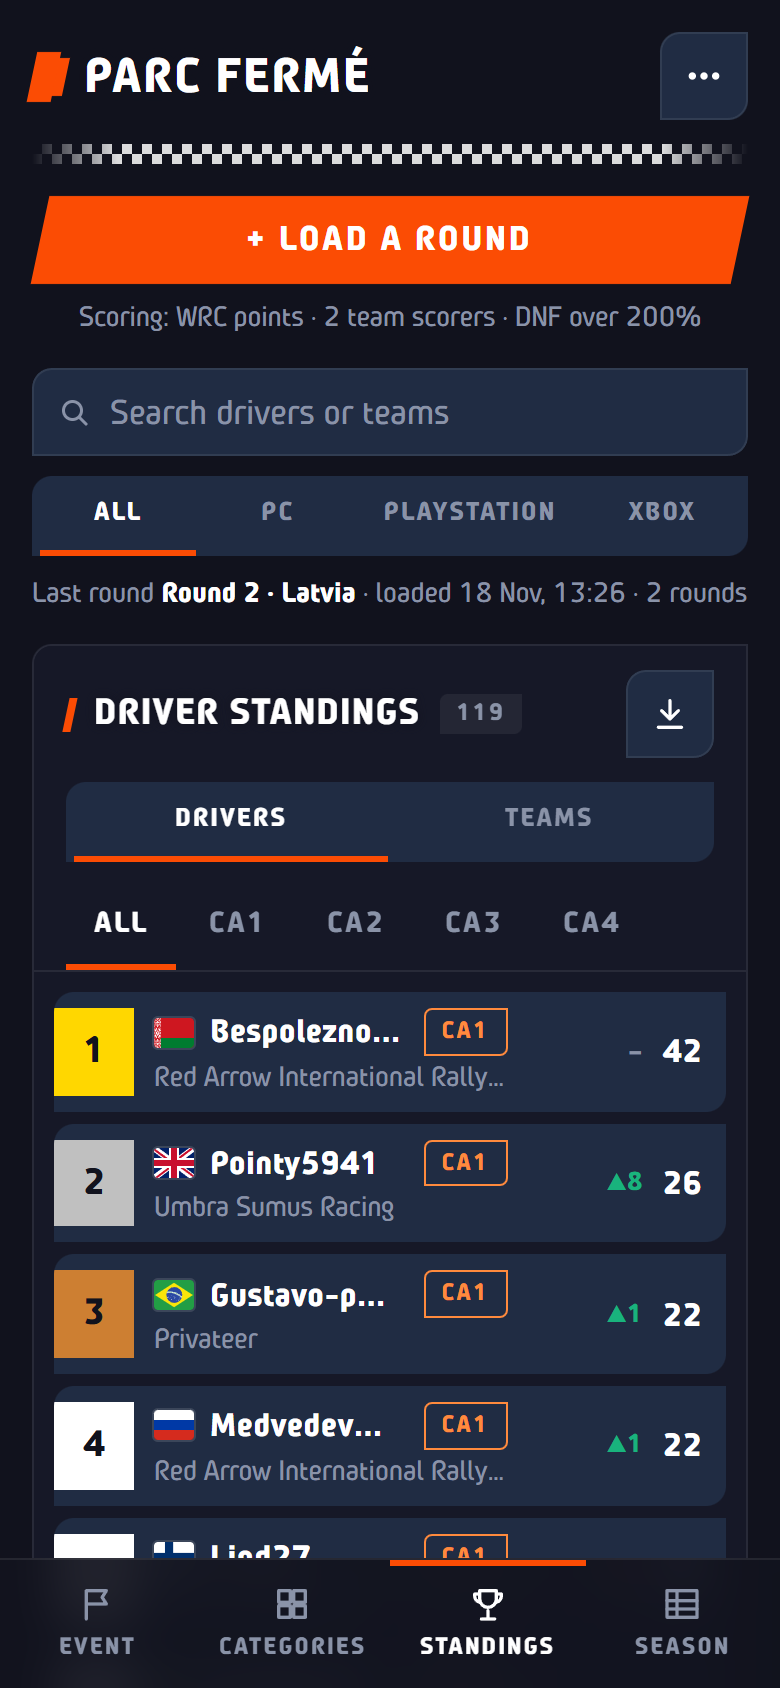 PARC FERMÉ
+ LOAD A ROUND
Scoring: WRC points · 2 team scorers · DNF over 200%
Search drivers or teams
ALL PC PLAYSTATION XBOX
Last round Round 2 · Latvia · loaded 18 Nov, 13:26 · 2 rounds
DRIVER STANDINGS 119
DRIVERS TEAMS
ALL CA1 CA2 CA3 CA4
1 Bespolezno... CA1 – 42
Red Arrow International Rally...
2 Pointy5941 CA1 ▲8 26
Umbra Sumus Racing
3 Gustavo-p... CA1 ▲1 22
Privateer
4 Medvedev... CA1 ▲1 22
Red Arrow International Rally...
Lind27 CA1
EVENT CATEGORIES STANDINGS SEASON